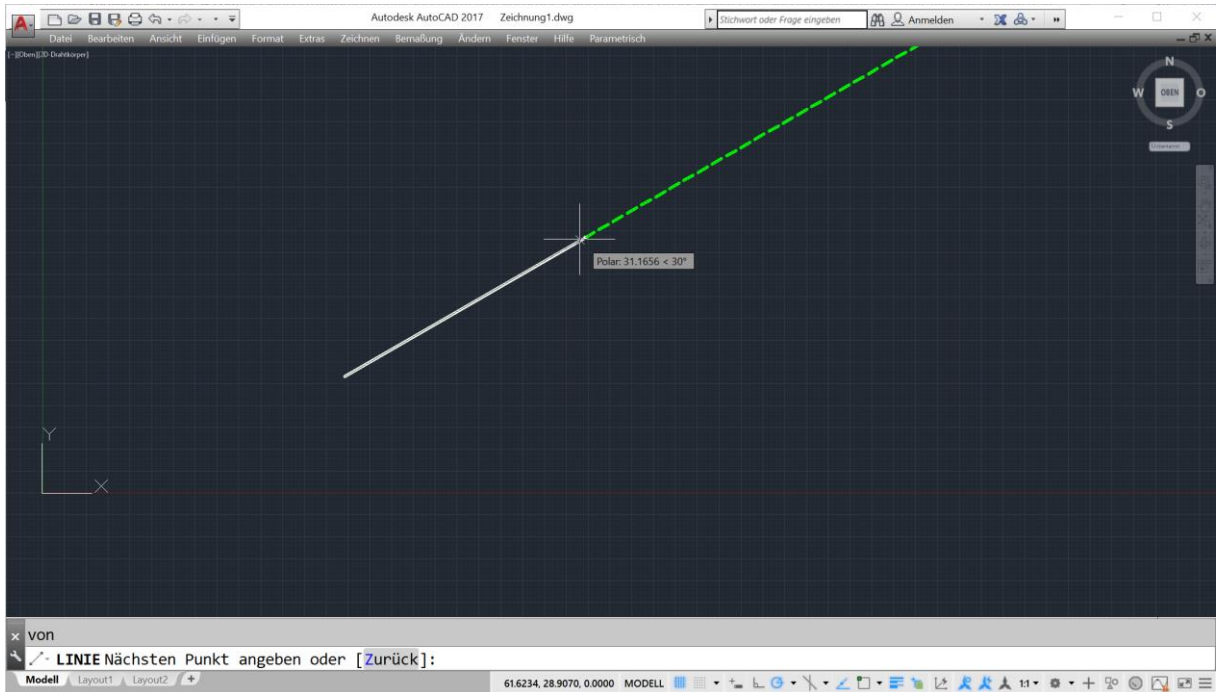 Autodesk AutoCAD 2017 Zeichnung1.dwg Stichwort oder Frage eingeben Anmelden
Datei Bearbeiten Ansicht Einfügen Format Extras Zeichnen Bemaßung Ändern Fenster Hilfe Parametrisch
[-][Oben][2D-Drahtkörper]
N
W OBEN O
S
Polar: 31.1656 < 30°
Y
X
von
LINIE Nächsten Punkt angeben oder [Zurück]:
Modell Layout1 Layout2 + 61.6234, 28.9070, 0.0000 MODELL 1:1